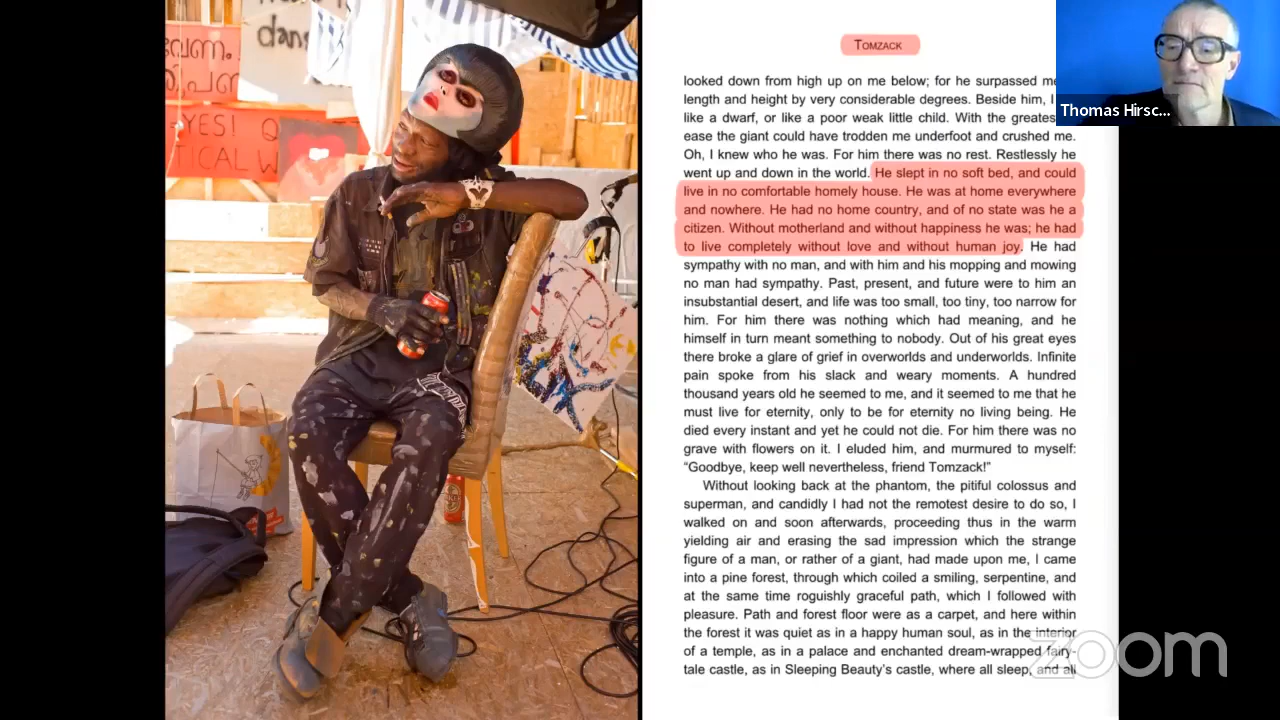 dans
YES! Q
TICAL W
TOMZACK
looked down from high up on me below; for he surpassed me
length and height by very considerable degrees. Beside him, I
like a dwarf, or like a poor weak little child. With the greates
ease the giant could have trodden me underfoot and crushed me.
Oh, I knew who he was. For him there was no rest. Restlessly he
went up and down in the world. He slept in no soft bed, and could
live in no comfortable homely house. He was at home everywhere
and nowhere. He had no home country, and of no state was he a
citizen. Without motherland and without happiness he was; he had
to live completely without love and without human joy. He had
sympathy with no man, and with him and his mopping and mowing
no man had sympathy. Past, present, and future were to him an
insubstantial desert, and life was too small, too tiny, too narrow for
him. For him there was nothing which had meaning, and he
himself in turn meant something to nobody. Out of his great eyes
there broke a glare of grief in overworlds and underworlds. Infinite
pain spoke from his slack and weary moments. A hundred
thousand years old he seemed to me, and it seemed to me that he
must live for eternity, only to be for eternity no living being. He
died every instant and yet he could not die. For him there was no
grave with flowers on it. I eluded him, and murmured to myself:
“Goodbye, keep well nevertheless, friend Tomzack!”
Without looking back at the phantom, the pitiful colossus and
superman, and candidly I had not the remotest desire to do so, I
walked on and soon afterwards, proceeding thus in the warm
yielding air and erasing the sad impression which the strange
figure of a man, or rather of a giant, had made upon me, I came
into a pine forest, through which coiled a smiling, serpentine, and
at the same time roguishly graceful path, which I followed with
pleasure. Path and forest floor were as a carpet, and here within
the forest it was quiet as in a happy human soul, as in the interior
of a temple, as in a palace and enchanted dream-wrapped fairy-
tale castle, as in Sleeping Beauty’s castle, where all sleep, and all
Thomas Hirsc...
zoom